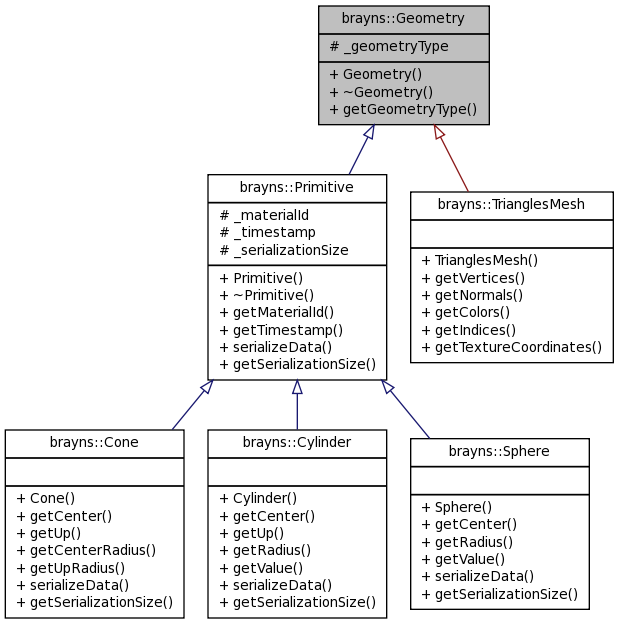 brayns::Geometry
# _geometryType
+ Geometry()
+ ~Geometry()
+ getGeometryType()
brayns::Primitive
# _materialId
# _timestamp
# _serializationSize
+ Primitive()
+ ~Primitive()
+ getMaterialId()
+ getTimestamp()
+ serializeData()
+ getSerializationSize()
brayns::TrianglesMesh
+ TrianglesMesh()
+ getVertices()
+ getNormals()
+ getColors()
+ getIndices()
+ getTextureCoordinates()
brayns::Cone
+ Cone()
+ getCenter()
+ getUp()
+ getCenterRadius()
+ getUpRadius()
+ serializeData()
+ getSerializationSize()
brayns::Cylinder
+ Cylinder()
+ getCenter()
+ getUp()
+ getRadius()
+ getValue()
+ serializeData()
+ getSerializationSize()
brayns::Sphere
+ Sphere()
+ getCenter()
+ getRadius()
+ getValue()
+ serializeData()
+ getSerializationSize()